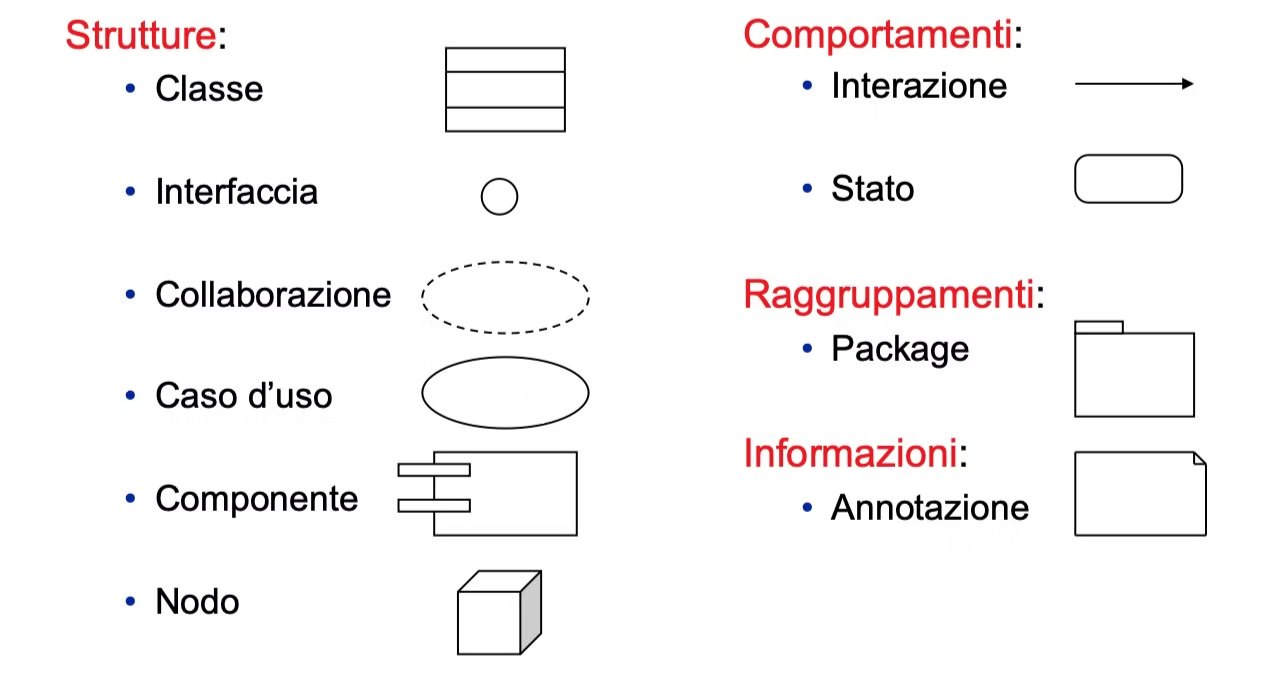 Strutture:
• Classe
• Interfaccia
• Collaborazione
• Caso d’uso
• Componente
• Nodo
Comportamenti:
• Interazione
• Stato
Raggruppamenti:
• Package
Informazioni:
• Annotazione